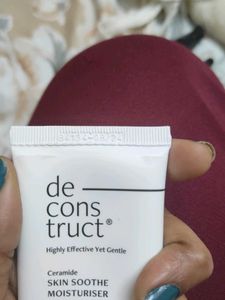 de
cons
truct®
Highly Effective Yet Gentle
Ceramide
SKIN SOOTHE
MOISTURISER